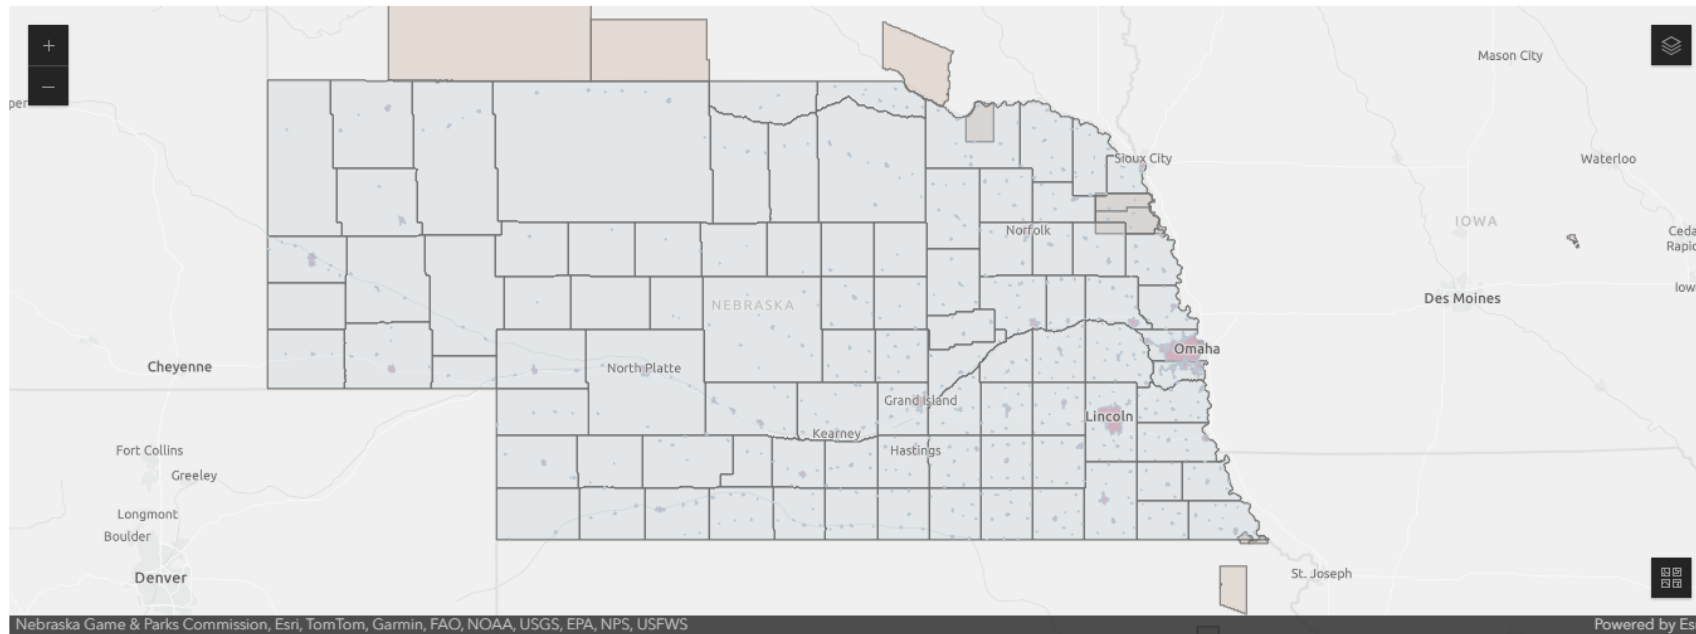 +
Mason City
per
−
Sioux City
Waterloo
IOWA
Norfolk
Ceda
Rapic
NEBRASKA
Iow
Des Moines
Omaha
Cheyenne
North Platte
Grand Island
Lincoln
Kearney
Fort Collins
Hastings
Greeley
Longmont
Boulder
Denver
St. Joseph
Nebraska Game & Parks Commission, Esri, TomTom, Garmin, FAO, NOAA, USGS, EPA, NPS, USFWS
Powered by Es